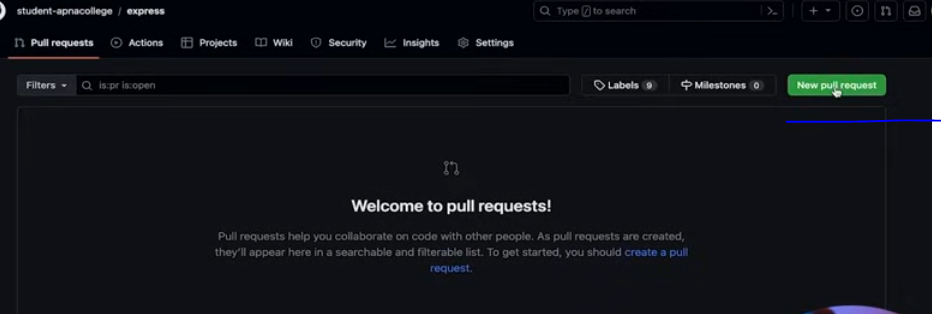 student-apnacollege / express
Type / to search
Pull requests Actions Projects Wiki Security Insights Settings
Filters is:pr is:open Labels 9 Milestones 0 New pull request
Welcome to pull requests!
Pull requests help you collaborate on code with other people. As pull requests are created,
they'll appear here in a searchable and filterable list. To get started, you should create a pull
request.